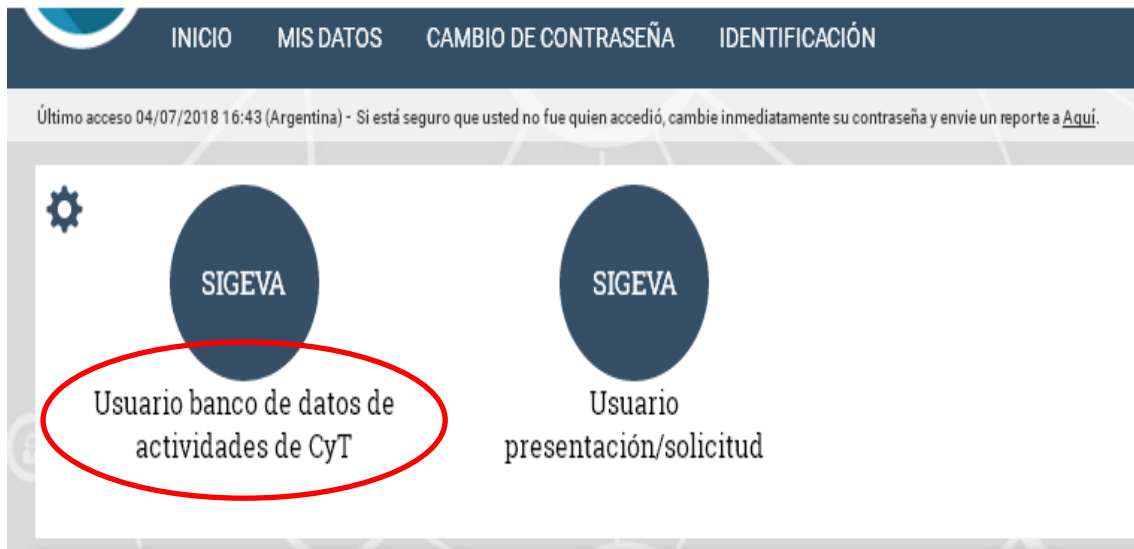 INICIO MIS DATOS CAMBIO DE CONTRASEÑA IDENTIFICACIÓN
Último acceso 04/07/2018 16:43 (Argentina) - Si está seguro que usted no fue quien accedió, cambie inmediatamente su contraseña y envie un reporte a Aquí.
SIGEVA
Usuario banco de datos de
actividades de CyT
SIGEVA
Usuario
presentación/solicitud